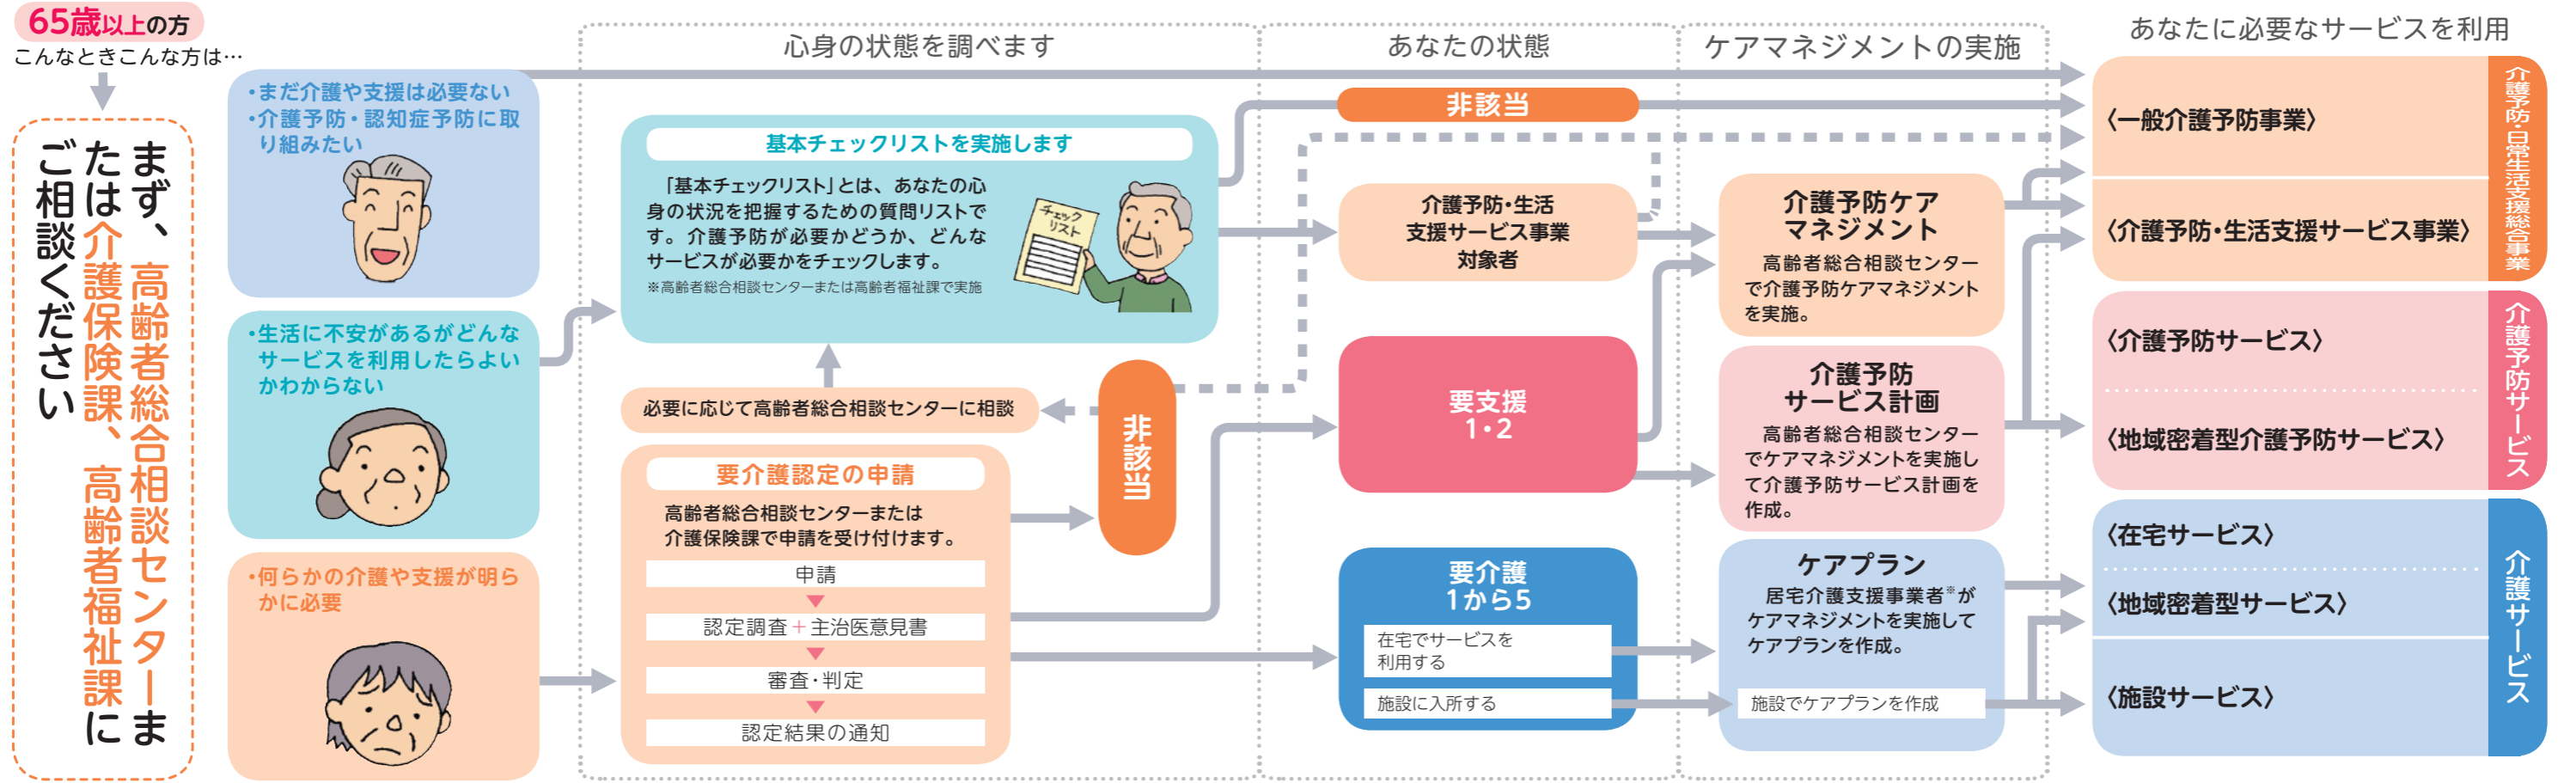 65歳以上の方
こんなときこんな方は…
まず、高齢者総合相談センターま
たは介護保険課、高齢者福祉課に
ご相談ください
・まだ介護や支援は必要ない
・介護予防・認知症予防に取
り組みたい
・生活に不安があるがどんな
サービスを利用したらよい
かわからない
・何らかの介護や支援が明ら
かに必要
心身の状態を調べます
基本チェックリストを実施します
「基本チェックリスト」とは、あなたの心
身の状況を把握するための質問リストで
す。介護予防が必要かどうか、どんな
サービスが必要かをチェックします。
※高齢者総合相談センターまたは高齢者福祉課で実施
チェック
リスト
必要に応じて高齢者総合相談センターに相談
非該当
要介護認定の申請
高齢者総合相談センターまたは
介護保険課で申請を受け付けます。
申請
認定調査＋主治医意見書
審査・判定
認定結果の通知
あなたの状態
非該当
介護予防・生活
支援サービス事業
対象者
要支援
1・2
要介護
1から5
在宅でサービスを
利用する
施設に入所する
ケアマネジメントの実施
介護予防ケア
マネジメント
高齢者総合相談センター
で介護予防ケアマネジメント
を実施。
介護予防
サービス計画
高齢者総合相談センター
でケアマネジメントを実施し
て介護予防サービス計画を
作成。
ケアプラン
居宅介護支援事業者※が
ケアマネジメントを実施して
ケアプランを作成。
施設でケアプランを作成
あなたに必要なサービスを利用
〈一般介護予防事業〉
〈介護予防・生活支援サービス事業〉
介護予防・日常生活支援総合事業
〈介護予防サービス〉
〈地域密着型介護予防サービス〉
介護予防サービス
〈在宅サービス〉
〈地域密着型サービス〉
〈施設サービス〉
介護サービス